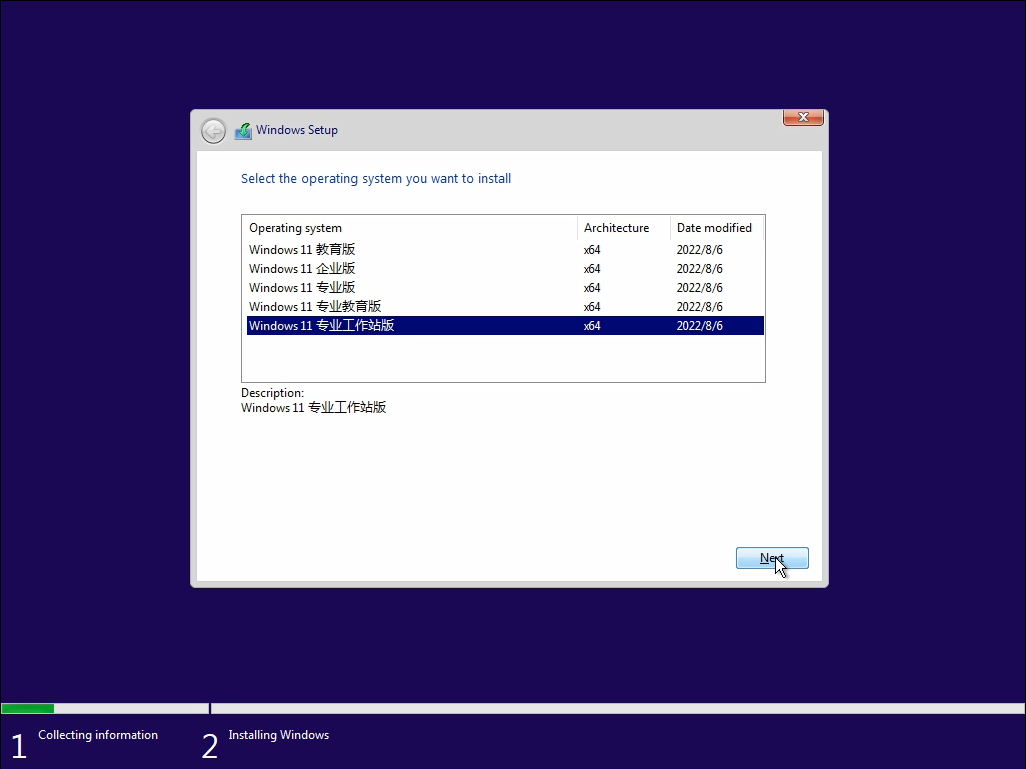 Windows Setup
Select the operating system you want to install
Operating system Architecture Date modified
Windows 11 教育版 x64 2022/8/6
Windows 11 企业版 x64 2022/8/6
Windows 11 专业版 x64 2022/8/6
Windows 11 专业教育版 x64 2022/8/6
Windows 11 专业工作站版 x64 2022/8/6
Description:
Windows 11 专业工作站版
Next
1 Collecting information 2 Installing Windows